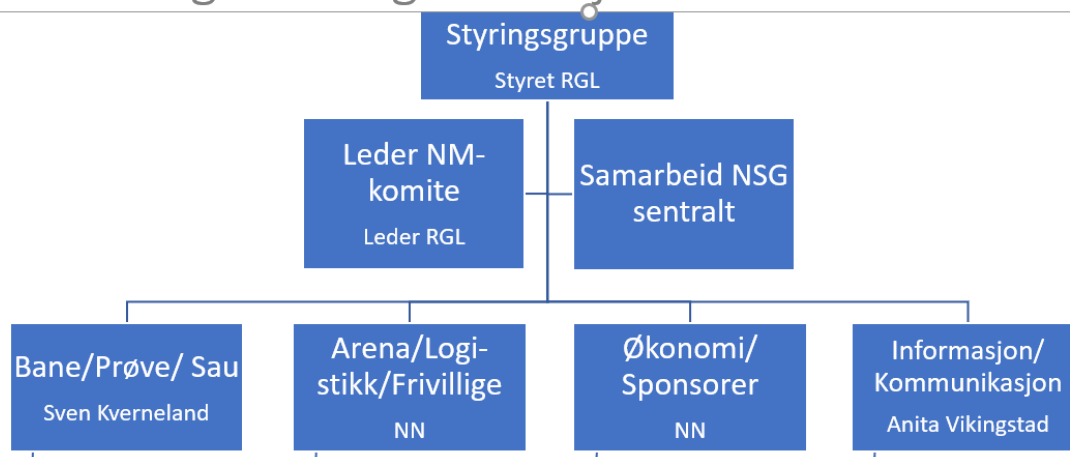 Styringsgruppe
Styret RGL
Leder NM-
komite
Leder RGL
Samarbeid NSG
sentralt
Bane/Prøve/ Sau
Sven Kverneland
Arena/Logi-
stikk/Frivillige
NN
Økonomi/
Sponsorer
NN
Informasjon/
Kommunikasjon
Anita Vikingstad